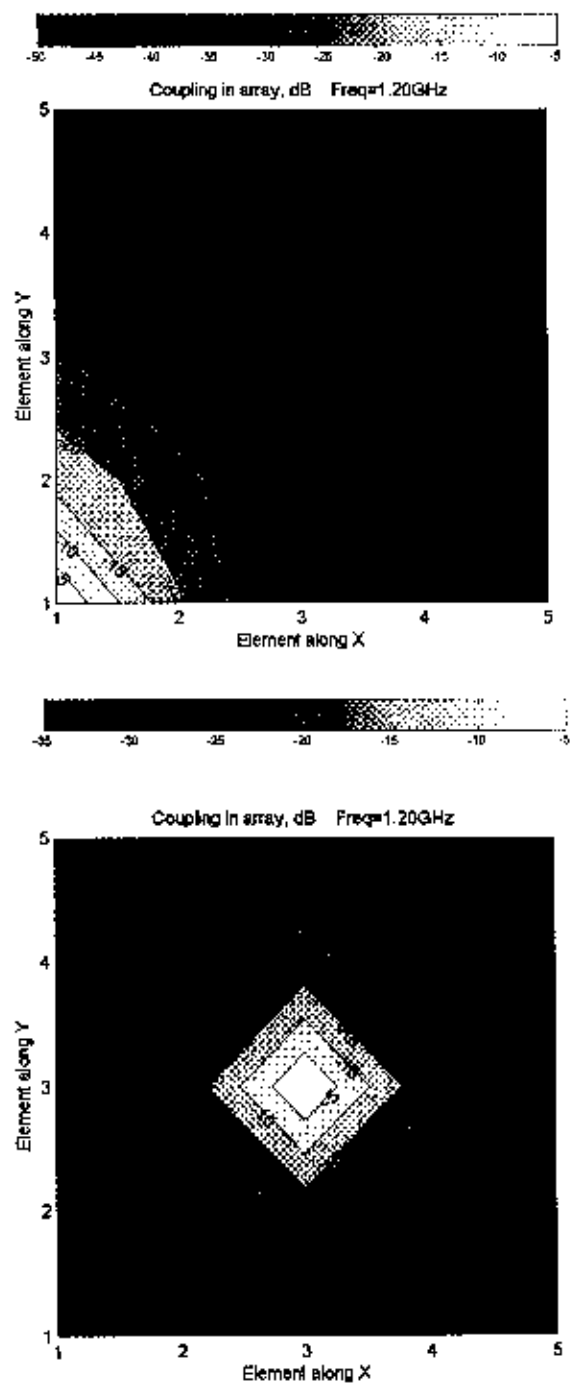 -50 -45 -40 -35 -30 -25 -20 -15 -10 -5
Coupling in array, dB Freq=1.20GHz
5
4
3
2
1
Element along Y
1 2 3 4 5
Element along X
-35 -30 -25 -20 -15 -10 -5
Coupling in array, dB Freq=1.20GHz
5
4
3
2
1
Element along Y
1 2 3 4 5
Element along X